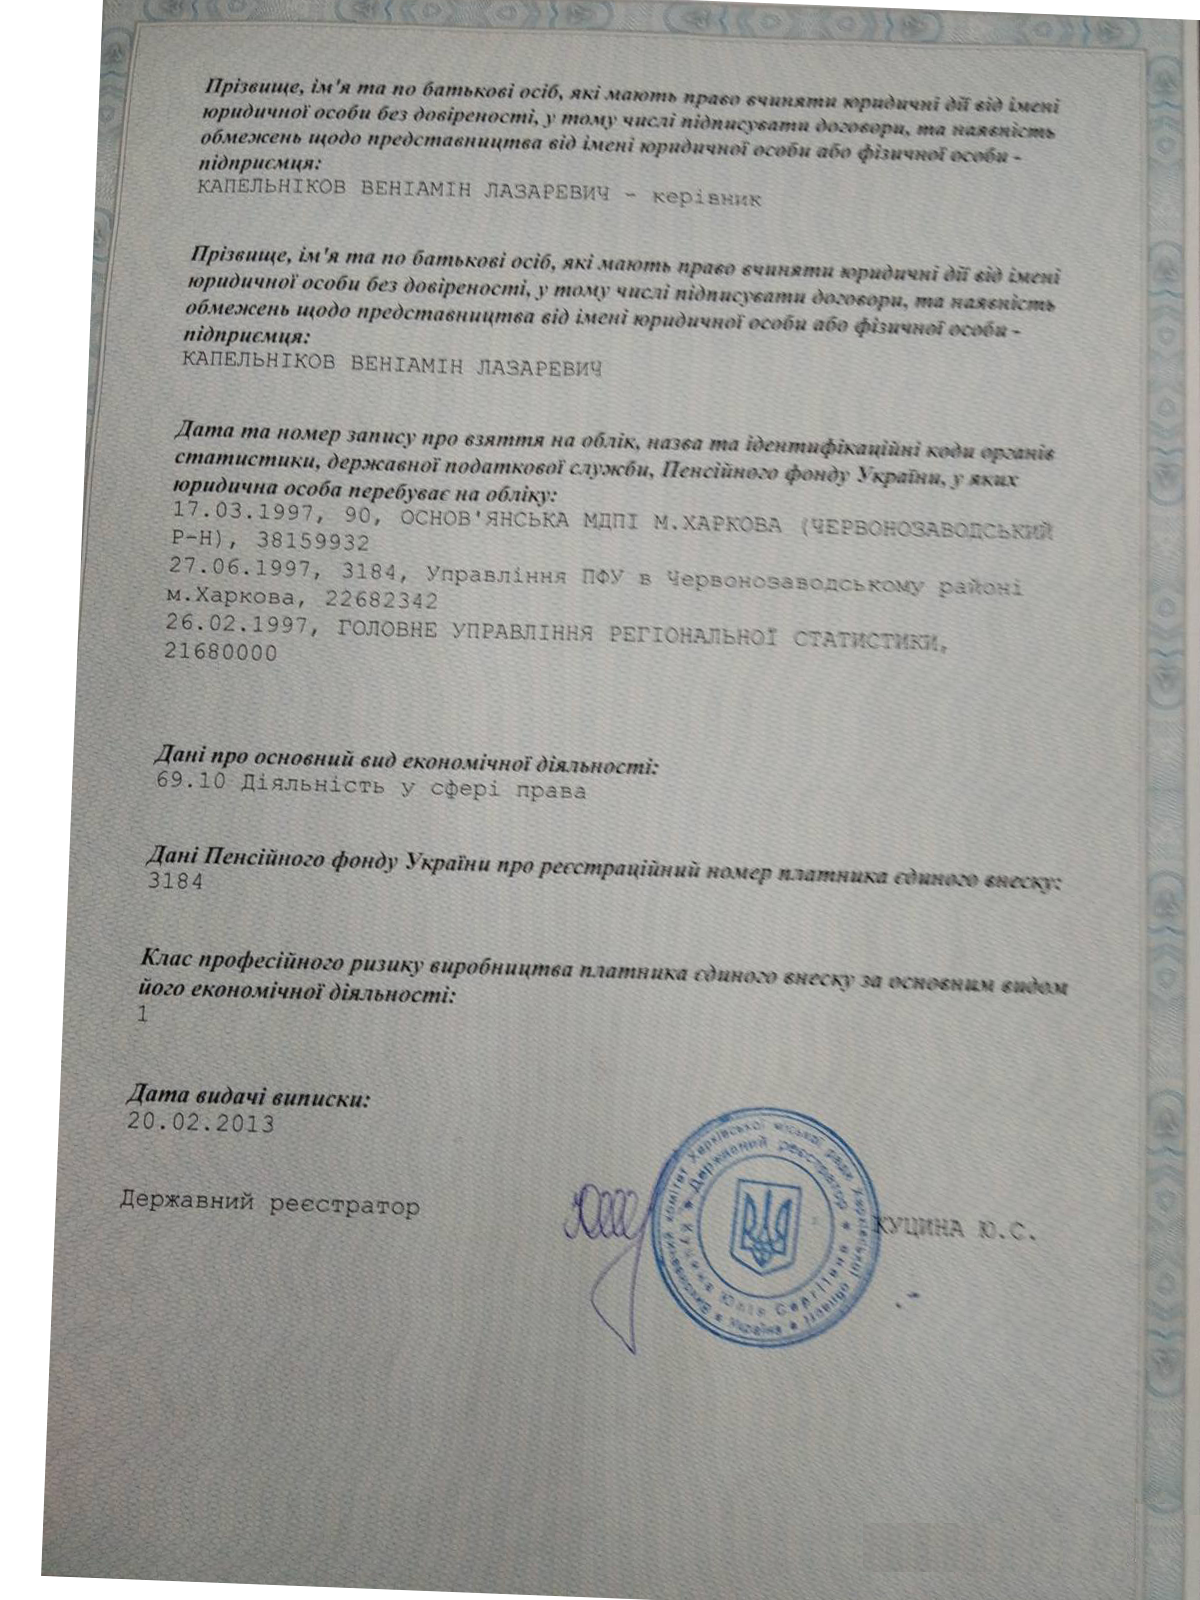 Прізвище, ім'я та по батькові осіб, які мають право вчиняти юридичні дії від імені
юридичної особи без довіреності, у тому числі підписувати договори, та наявність
обмежень щодо представництва від імені юридичної особи або фізичної особи -
підприємця:
КАПЕЛЬНІКОВ ВЕНІАМІН ЛАЗАРЕВИЧ - керівник
Прізвище, ім'я та по батькові осіб, які мають право вчиняти юридичні дії від імені
юридичної особи без довіреності, у тому числі підписувати договори, та наявність
обмежень щодо представництва від імені юридичної особи або фізичної особи -
підприємця:
КАПЕЛЬНІКОВ ВЕНІАМІН ЛАЗАРЕВИЧ
Дата та номер запису про взяття на облік, назва та ідентифікаційні коди органів
статистики, державної податкової служби, Пенсійного фонду України, у яких
юридична особа перебуває на обліку:
17.03.1997, 90, ОСНОВ'ЯНСЬКА МДПІ М.ХАРКОВА (ЧЕРВОНОЗАВОДСЬКИЙ
Р-Н), 38159932
27.06.1997, 3184, Управління ПФУ в Червонозаводському районі
м.Харкова, 22682342
26.02.1997, ГОЛОВНЕ УПРАВЛІННЯ РЕГІОНАЛЬНОЇ СТАТИСТИКИ,
21680000
Дані про основний вид економічної діяльності:
69.10 Діяльність у сфері права
Дані Пенсійного фонду України про реєстраційний номер платника єдиного внеску:
3184
Клас професійного ризику виробництва платника єдиного внеску за основним видом
його економічної діяльності:
1
Дата видачі виписки:
20.02.2013
Державний реєстратор
КУЦИНА Ю.С.
Виконавчий комітет Харківської міської ради Харківської області Україна
Державний реєстратор
Куцина Юлія Сергіївна